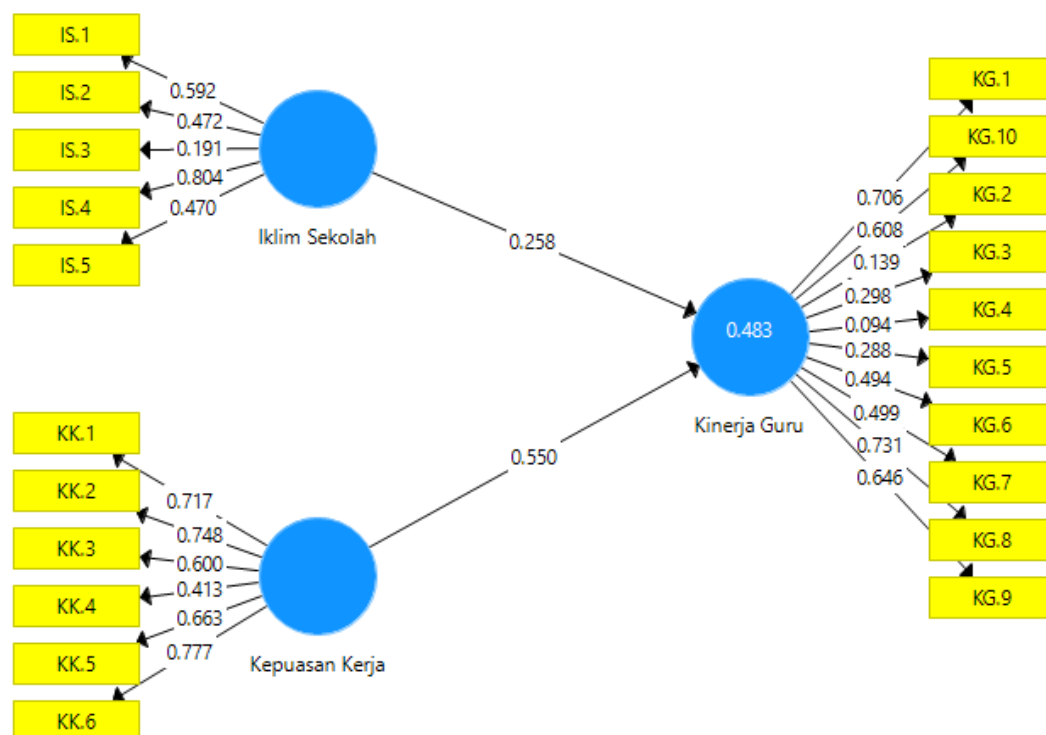 IS.1
IS.2
IS.3
IS.4
IS.5
0.592
0.472
0.191
0.804
0.470
Iklim Sekolah
0.258
KK.1
KK.2
KK.3
KK.4
KK.5
KK.6
0.717
0.748
0.600
0.413
0.663
0.777
Kepuasan Kerja
0.550
0.483
Kinerja Guru
0.706
0.608
0.139
0.298
0.094
0.288
0.494
0.499
0.731
0.646
KG.1
KG.10
KG.2
KG.3
KG.4
KG.5
KG.6
KG.7
KG.8
KG.9